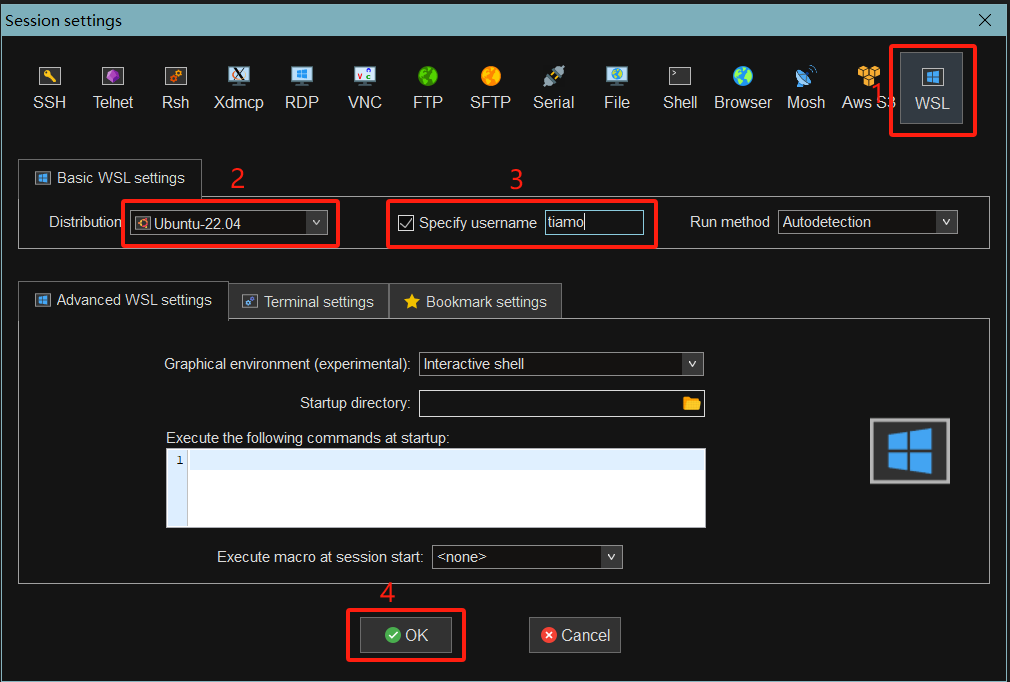 Session settings
SSH Telnet Rsh Xdmcp RDP VNC FTP SFTP Serial File Shell Browser Mosh Aws S3 1 WSL
Basic WSL settings 2 3
Distribution Ubuntu-22.04 Specify username tiamo Run method Autodetection
Advanced WSL settings Terminal settings Bookmark settings
Graphical environment (experimental): Interactive shell
Startup directory:
Execute the following commands at startup:
1
Execute macro at session start: <none>
4
OK Cancel